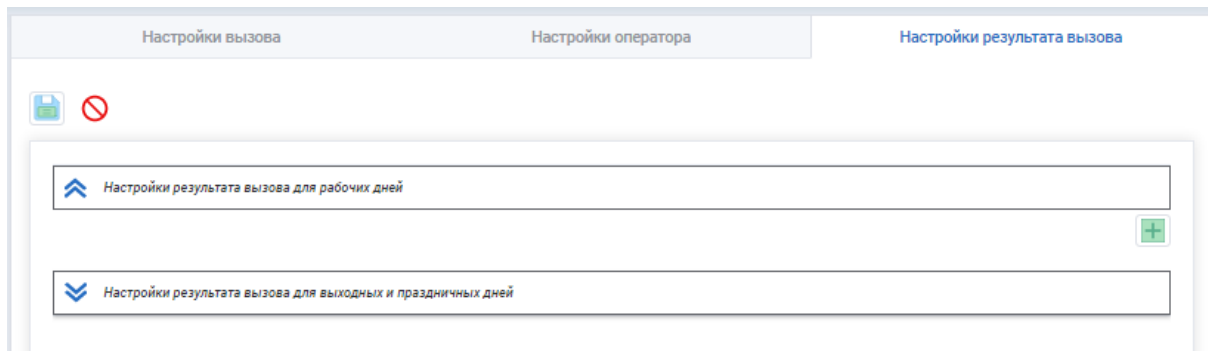 Настройки вызова
Настройки оператора
Настройки результата вызова
Настройки результата вызова для рабочих дней
Настройки результата вызова для выходных и праздничных дней